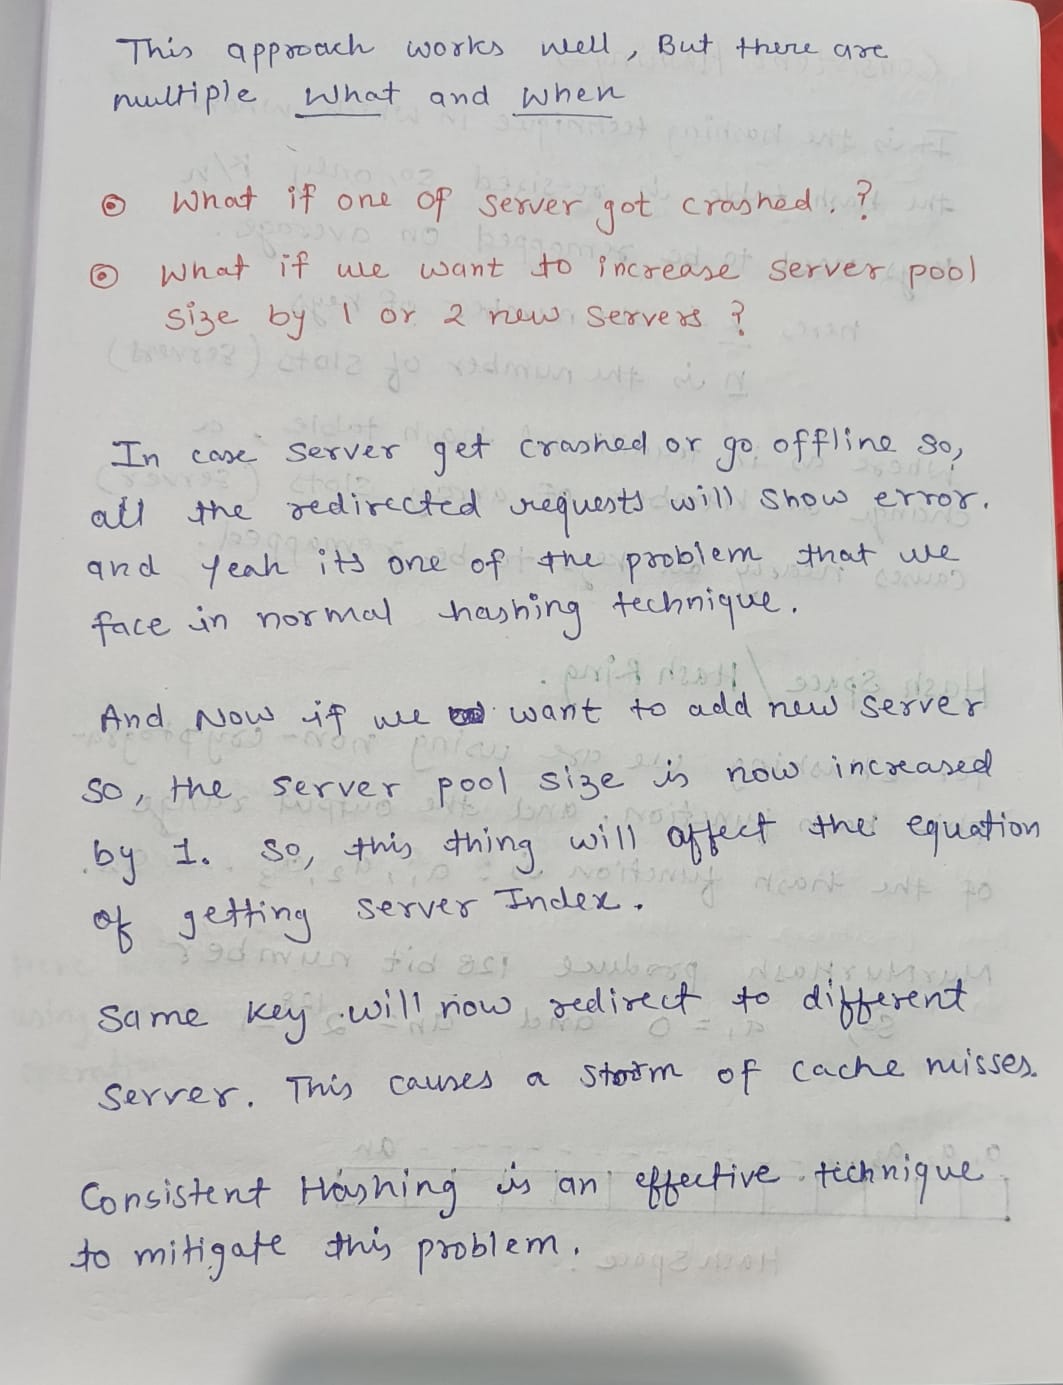 This approach works well, But there are
multiple What and When
What if one of server got crashed. ?
What if we want to increase server pool
size by 1 or 2 new servers ?
In case server get crashed or go offline so,
all the redirected requests will show error.
and yeah its one of the problem that we
face in normal hashing technique.
And Now if we want to add new server
so, the server pool size is now increased
by 1. so, this thing will affect the equation
of getting server Index.
Same key will now redirect to different
server. This causes a storm of cache misses.
Consistent Hashing is an effective technique
to mitigate this problem.